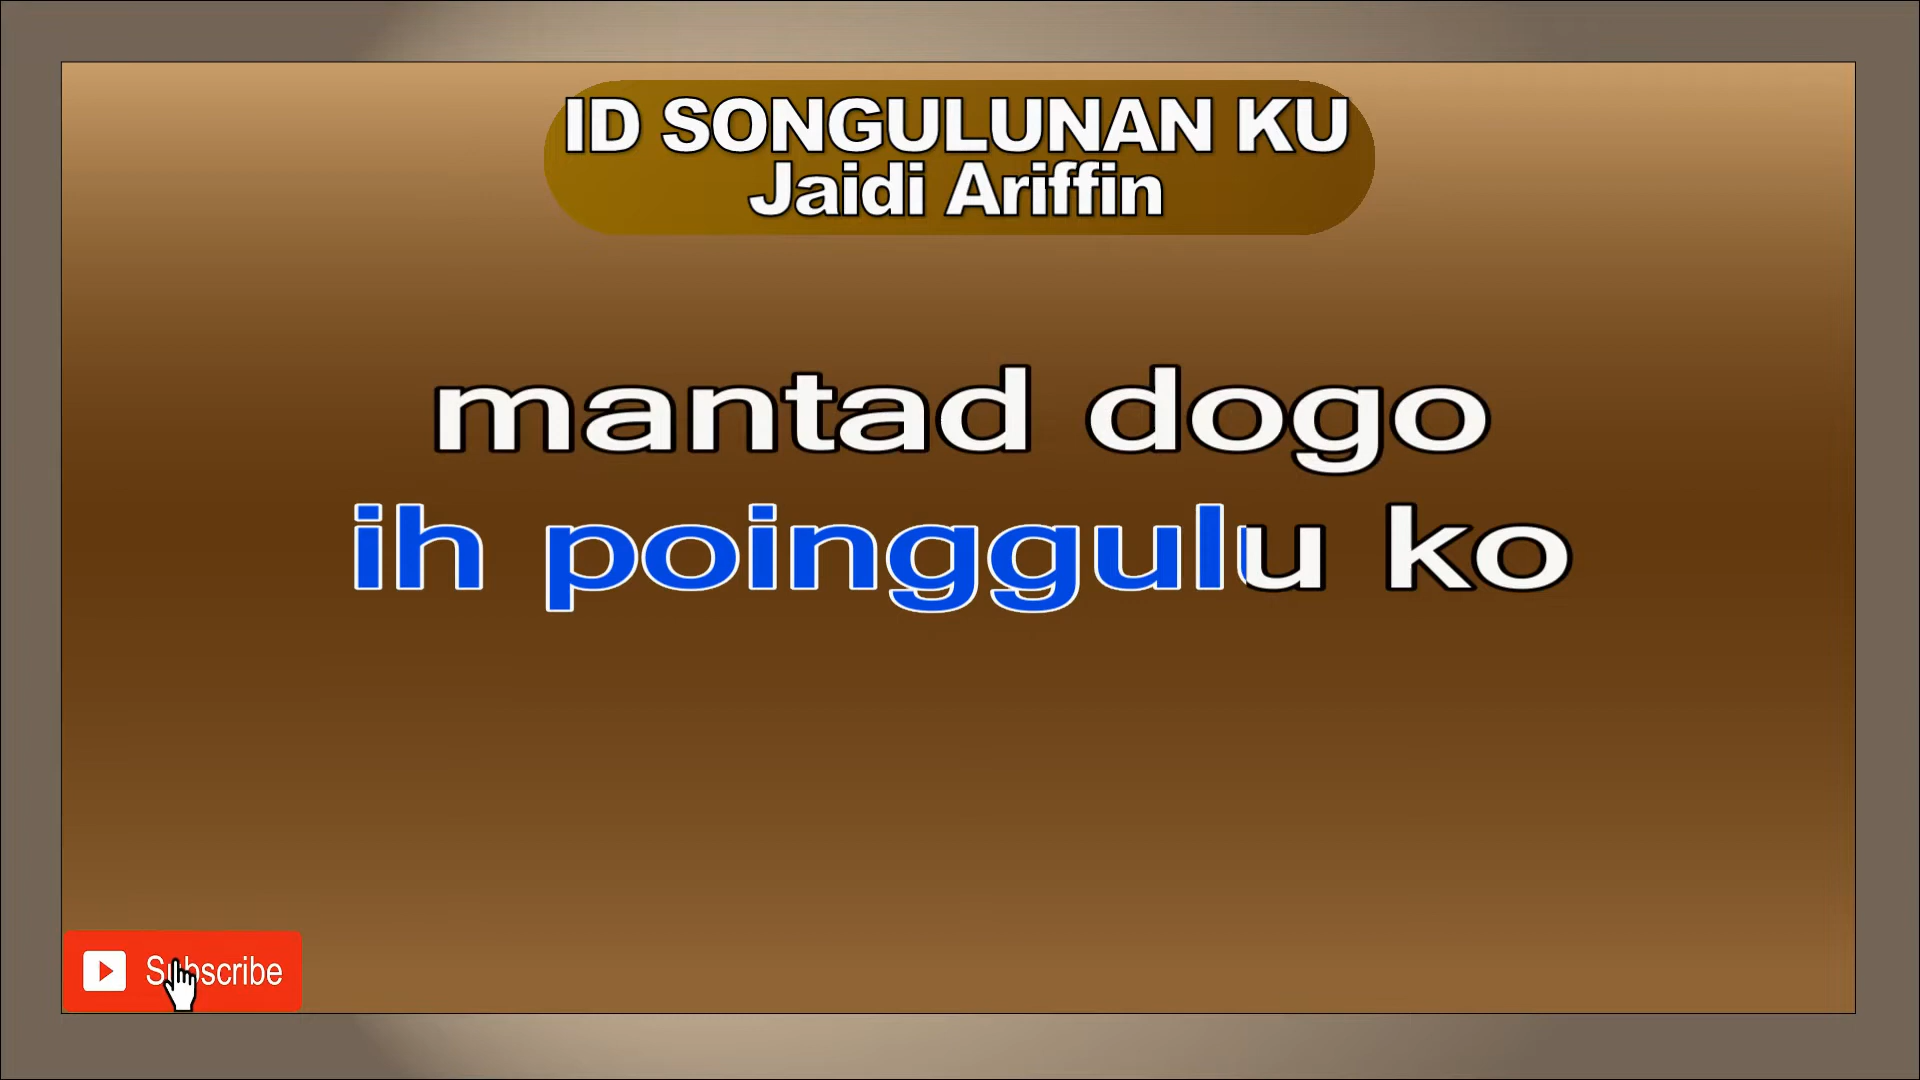 ID SONGULUNAN KU
Jaidi Ariffin
mantad dogo
ih poinggulu ko
Subscribe